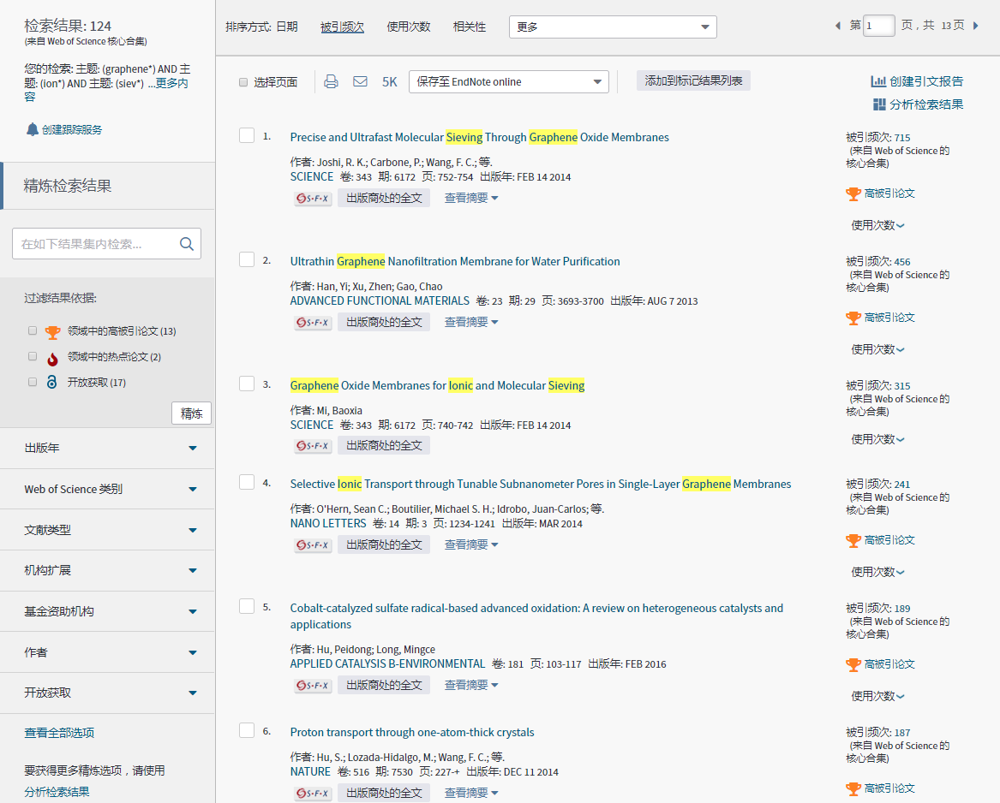 检索结果: 124
(来自 Web of Science 核心合集)
您的检索: 主题: (graphene*) AND 主
题: (ion*) AND 主题: (siev*) ...更多内
容
创建跟踪服务
精炼检索结果
在如下结果集内检索...
过滤结果依据:
领域中的高被引论文 (13)
领域中的热点论文 (2)
开放获取 (17)
精炼
出版年
Web of Science 类别
文献类型
机构扩展
基金资助机构
作者
开放获取
查看全部选项
要获得更多精炼选项，请使用
分析检索结果
排序方式: 日期 被引频次 使用次数 相关性 更多
第 1 页，共 13 页
选择页面 5K 保存至 EndNote online 添加到标记结果列表
创建引文报告
分析检索结果
1. Precise and Ultrafast Molecular Sieving Through Graphene Oxide Membranes
作者: Joshi, R. K.; Carbone, P.; Wang, F. C.; 等.
SCIENCE 卷: 343 期: 6172 页: 752-754 出版年: FEB 14 2014
S·F·X 出版商处的全文 查看摘要
被引频次: 715
(来自 Web of Science 的
核心合集)
高被引论文
使用次数
2. Ultrathin Graphene Nanofiltration Membrane for Water Purification
作者: Han, Yi; Xu, Zhen; Gao, Chao
ADVANCED FUNCTIONAL MATERIALS 卷: 23 期: 29 页: 3693-3700 出版年: AUG 7 2013
S·F·X 出版商处的全文 查看摘要
被引频次: 456
(来自 Web of Science 的
核心合集)
高被引论文
使用次数
3. Graphene Oxide Membranes for Ionic and Molecular Sieving
作者: Mi, Baoxia
SCIENCE 卷: 343 期: 6172 页: 740-742 出版年: FEB 14 2014
S·F·X 出版商处的全文
被引频次: 315
(来自 Web of Science 的
核心合集)
使用次数
4. Selective Ionic Transport through Tunable Subnanometer Pores in Single-Layer Graphene Membranes
作者: O'Hern, Sean C.; Boutilier, Michael S. H.; Idrobo, Juan-Carlos; 等.
NANO LETTERS 卷: 14 期: 3 页: 1234-1241 出版年: MAR 2014
S·F·X 出版商处的全文 查看摘要
被引频次: 241
(来自 Web of Science 的
核心合集)
高被引论文
使用次数
5. Cobalt-catalyzed sulfate radical-based advanced oxidation: A review on heterogeneous catalysts and
applications
作者: Hu, Peidong; Long, Mingce
APPLIED CATALYSIS B-ENVIRONMENTAL 卷: 181 页: 103-117 出版年: FEB 2016
S·F·X 出版商处的全文 查看摘要
被引频次: 189
(来自 Web of Science 的
核心合集)
高被引论文
使用次数
6. Proton transport through one-atom-thick crystals
作者: Hu, S.; Lozada-Hidalgo, M.; Wang, F. C.; 等.
NATURE 卷: 516 期: 7530 页: 227-+ 出版年: DEC 11 2014
S·F·X 出版商处的全文 查看摘要
被引频次: 187
(来自 Web of Science 的
核心合集)
高被引论文